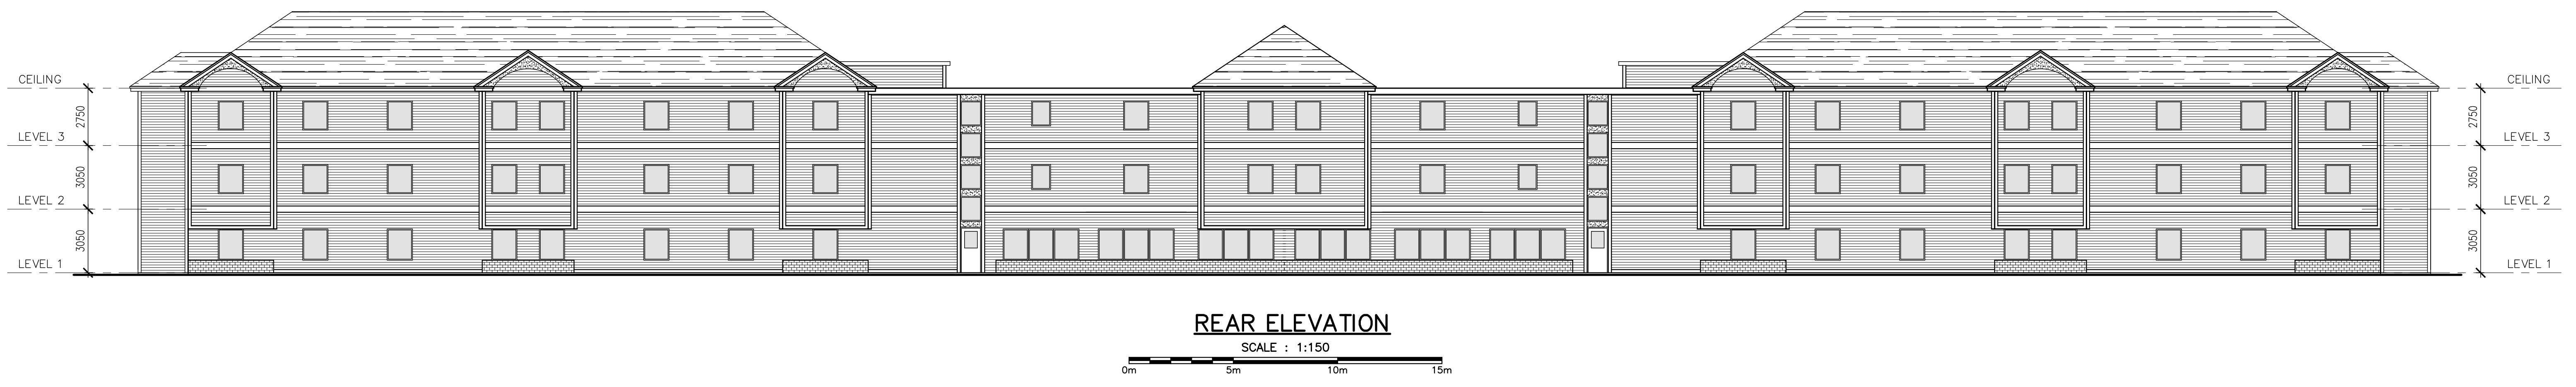 CEILING
2750
LEVEL 3
3050
LEVEL 2
3050
LEVEL 1
CEILING
2750
LEVEL 3
3050
LEVEL 2
3050
LEVEL 1
REAR ELEVATION
SCALE : 1:150
0m 5m 10m 15m